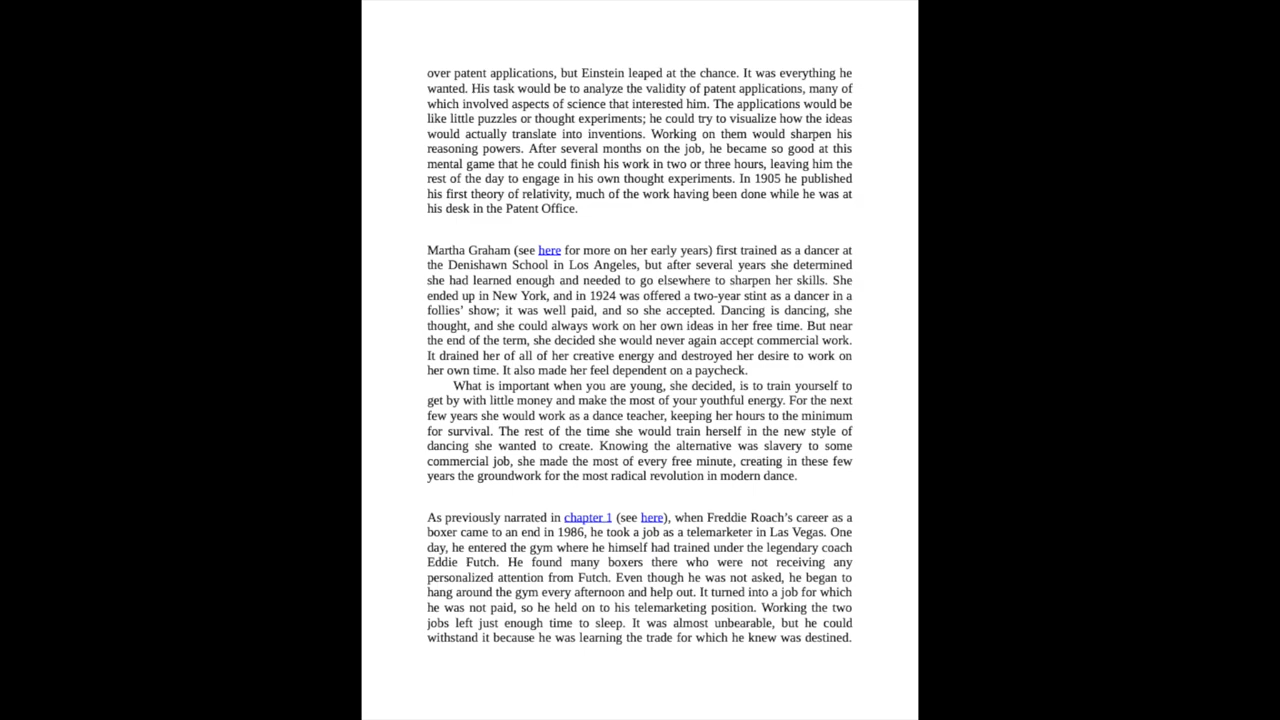 over patent applications, but Einstein leaped at the chance. It was everything he
wanted. His task would be to analyze the validity of patent applications, many of
which involved aspects of science that interested him. The applications would be
like little puzzles or thought experiments; he could try to visualize how the ideas
would actually translate into inventions. Working on them would sharpen his
reasoning powers. After several months on the job, he became so good at this
mental game that he could finish his work in two or three hours, leaving him the
rest of the day to engage in his own thought experiments. In 1905 he published
his first theory of relativity, much of the work having been done while he was at
his desk in the Patent Office.
Martha Graham (see here for more on her early years) first trained as a dancer at
the Denishawn School in Los Angeles, but after several years she determined
she had learned enough and needed to go elsewhere to sharpen her skills. She
ended up in New York, and in 1924 was offered a two-year stint as a dancer in a
follies’ show; it was well paid, and so she accepted. Dancing is dancing, she
thought, and she could always work on her own ideas in her free time. But near
the end of the term, she decided she would never again accept commercial work.
It drained her of all of her creative energy and destroyed her desire to work on
her own time. It also made her feel dependent on a paycheck.
What is important when you are young, she decided, is to train yourself to
get by with little money and make the most of your youthful energy. For the next
few years she would work as a dance teacher, keeping her hours to the minimum
for survival. The rest of the time she would train herself in the new style of
dancing she wanted to create. Knowing the alternative was slavery to some
commercial job, she made the most of every free minute, creating in these few
years the groundwork for the most radical revolution in modern dance.
As previously narrated in chapter 1 (see here), when Freddie Roach’s career as a
boxer came to an end in 1986, he took a job as a telemarketer in Las Vegas. One
day, he entered the gym where he himself had trained under the legendary coach
Eddie Futch. He found many boxers there who were not receiving any
personalized attention from Futch. Even though he was not asked, he began to
hang around the gym every afternoon and help out. It turned into a job for which
he was not paid, so he held on to his telemarketing position. Working the two
jobs left just enough time to sleep. It was almost unbearable, but he could
withstand it because he was learning the trade for which he knew was destined.